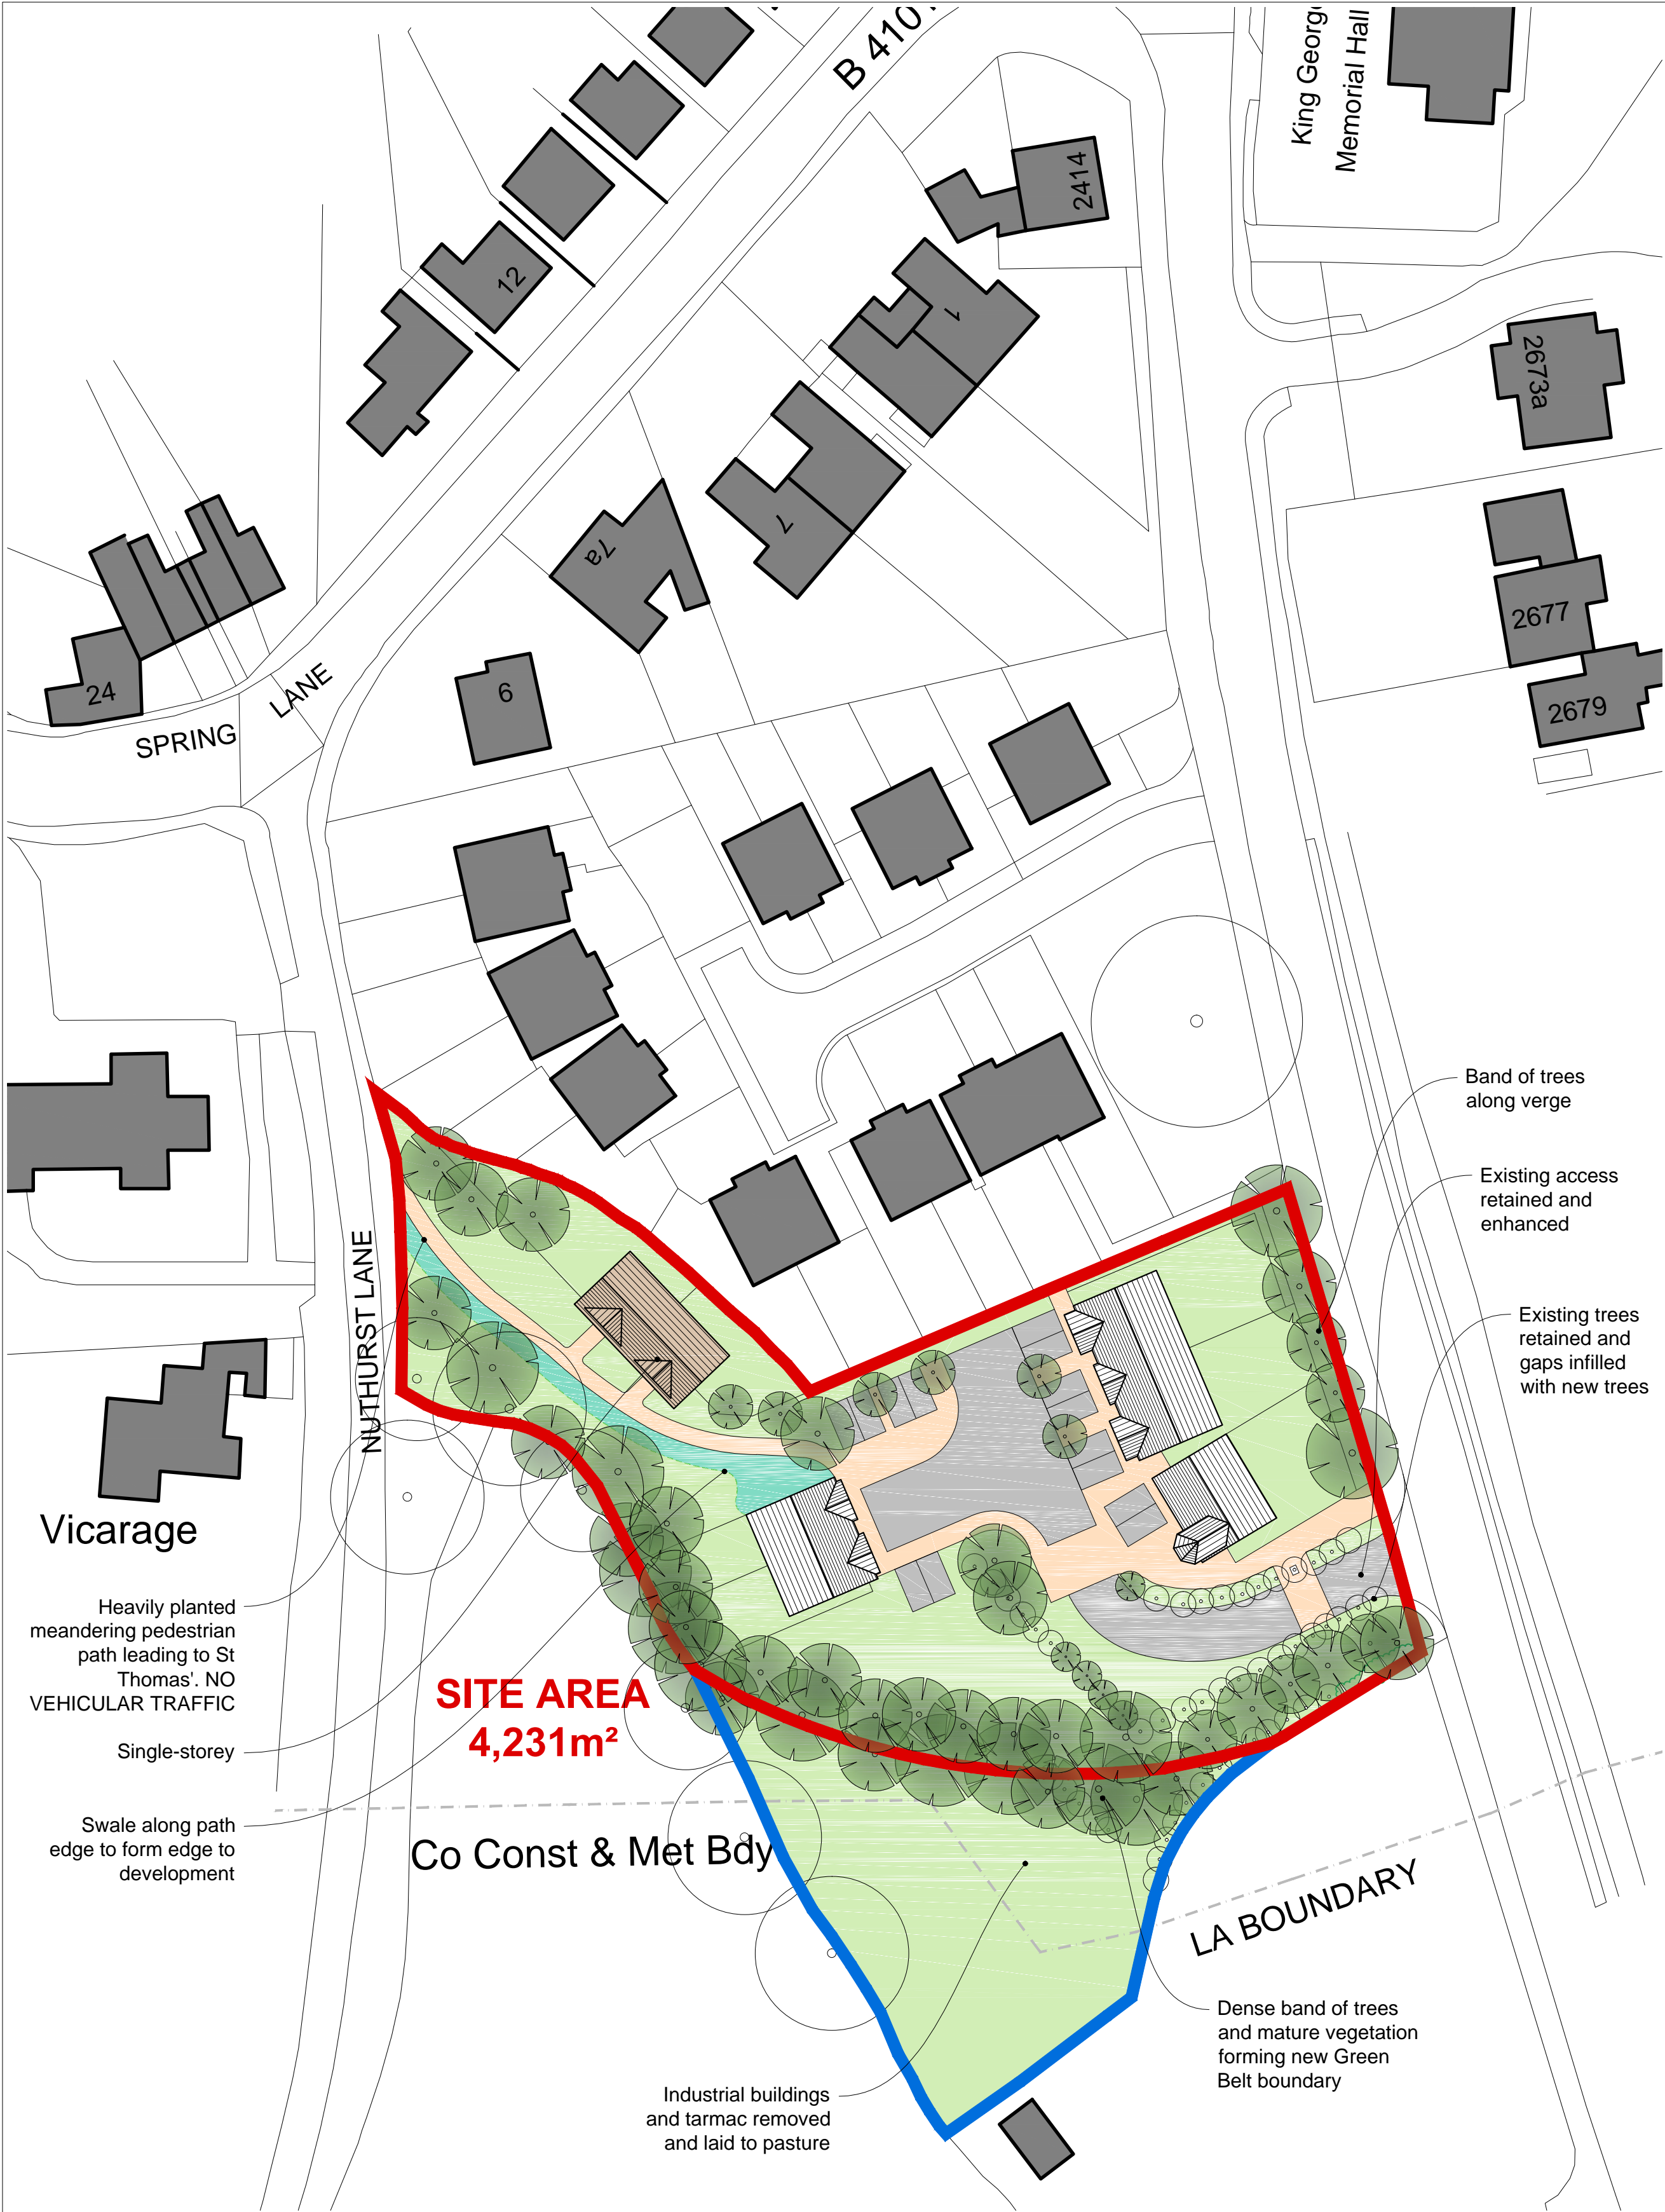 B 4101
King George
Memorial Hall
2414
12
1
2673a
7
7a
2677
2679
24
SPRING
LANE
6
Band of trees
along verge
Existing access
retained and
enhanced
Existing trees
retained and
gaps infilled
with new trees
NUTHURST LANE
Vicarage
Heavily planted
meandering pedestrian
path leading to St
Thomas'. NO
VEHICULAR TRAFFIC
Single-storey
Swale along path
edge to form edge to
development
SITE AREA
4,231m²
Co Const & Met Bdy
LA BOUNDARY
Dense band of trees
and mature vegetation
forming new Green
Belt boundary
Industrial buildings
and tarmac removed
and laid to pasture